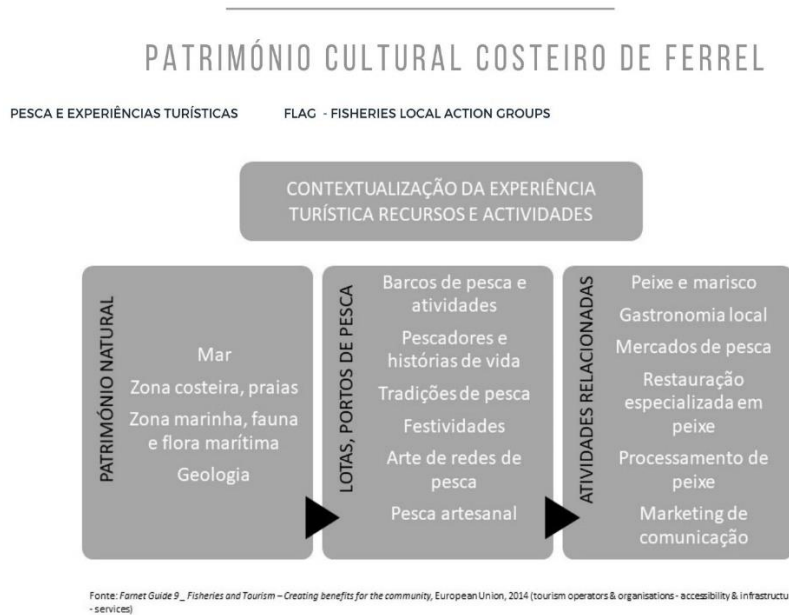 PATRIMÓNIO CULTURAL COSTEIRO DE FERREL
PESCA E EXPERIÊNCIAS TURÍSTICAS
FLAG - FISHERIES LOCAL ACTION GROUPS
CONTEXTUALIZAÇÃO DA EXPERIÊNCIA
TURÍSTICA RECURSOS E ACTIVIDADES
PATRIMÓNIO NATURAL
Mar
Zona costeira, praias
Zona marinha, fauna
e flora marítima
Geologia
LOTAS, PORTOS DE PESCA
Barcos de pesca e
atividades
Pescadores e
histórias de vida
Tradições de pesca
Festividades
Arte de redes de
pesca
Pesca artesanal
ATIVIDADES RELACIONADAS
Peixe e marisco
Gastronomia local
Mercados de pesca
Restauração
especializada em
peixe
Processamento de
peixe
Marketing de
comunicação
Fonte: Farnet Guide 9_ Fisheries and Tourism – Creating benefits for the community, European Union, 2014 (tourism operators & organisations - accessibility & infrastructu
- services)